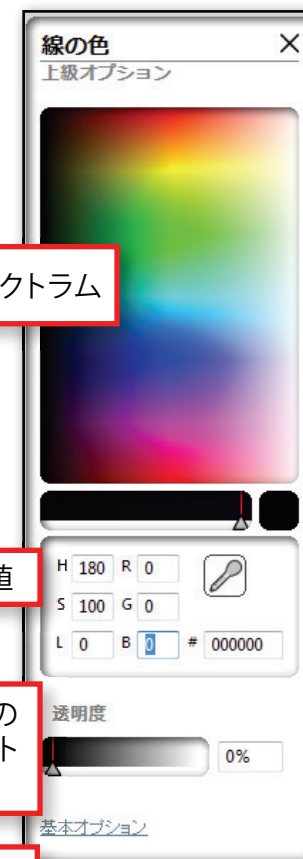 線の色
上級オプション
クトラム
値
H 180 R 0
S 100 G 0
L 0 B 0 # 000000
の
ト
透明度
0%
基本オプション